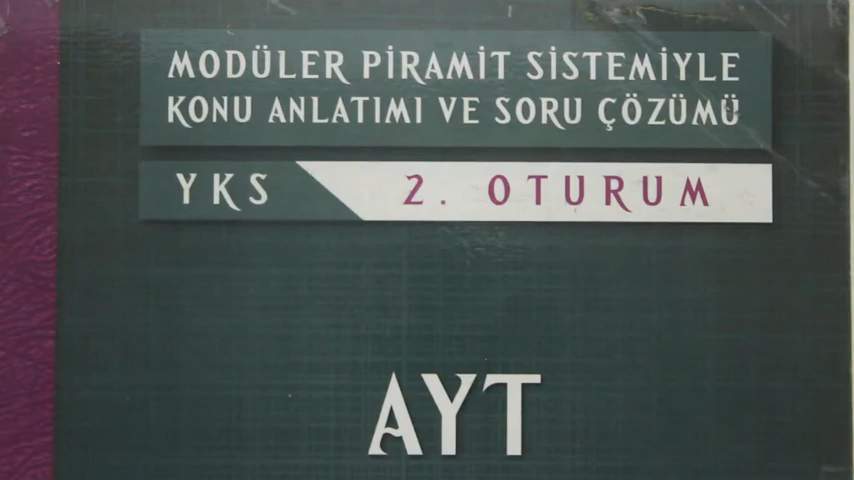 MODÜLER PİRAMİT SİSTEMİYLE
KONU ANLATIMI VE SORU ÇÖZÜMÜ
YKS 2. OTURUM
AYT